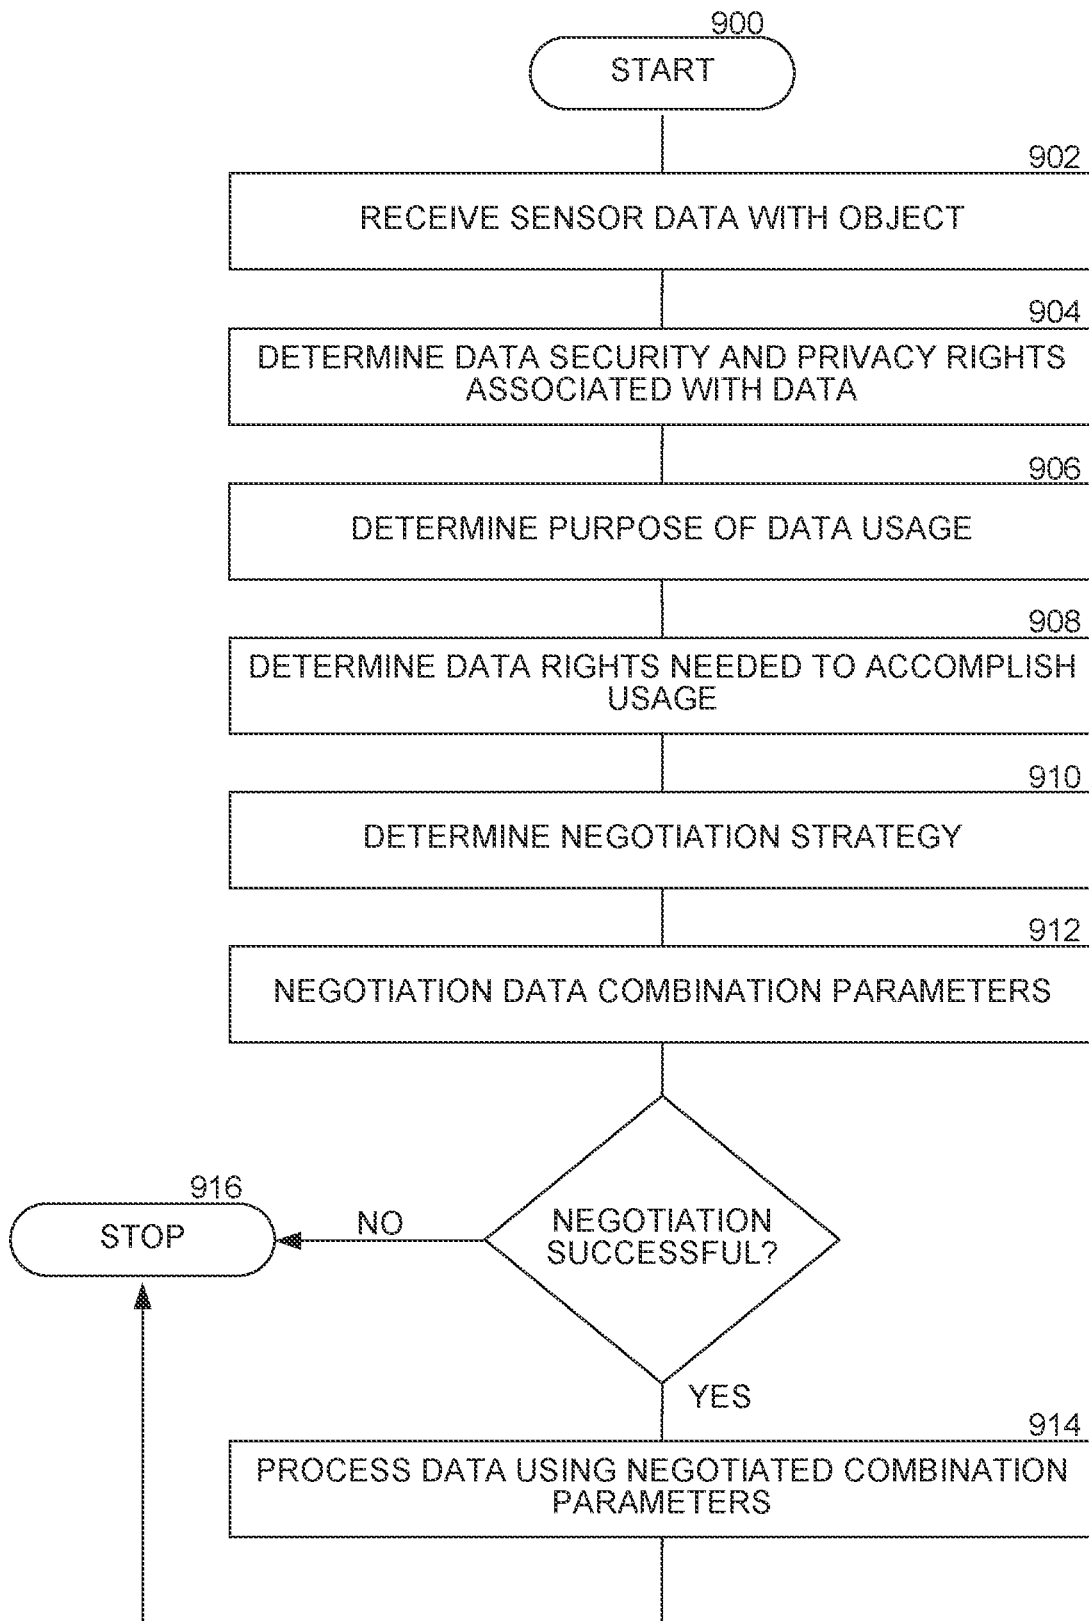 900
START
902
RECEIVE SENSOR DATA WITH OBJECT
904
DETERMINE DATA SECURITY AND PRIVACY RIGHTS
ASSOCIATED WITH DATA
906
DETERMINE PURPOSE OF DATA USAGE
908
DETERMINE DATA RIGHTS NEEDED TO ACCOMPLISH
USAGE
910
DETERMINE NEGOTIATION STRATEGY
912
NEGOTIATION DATA COMBINATION PARAMETERS
916
STOP
NO
NEGOTIATION
SUCCESSFUL?
YES
914
PROCESS DATA USING NEGOTIATED COMBINATION
PARAMETERS